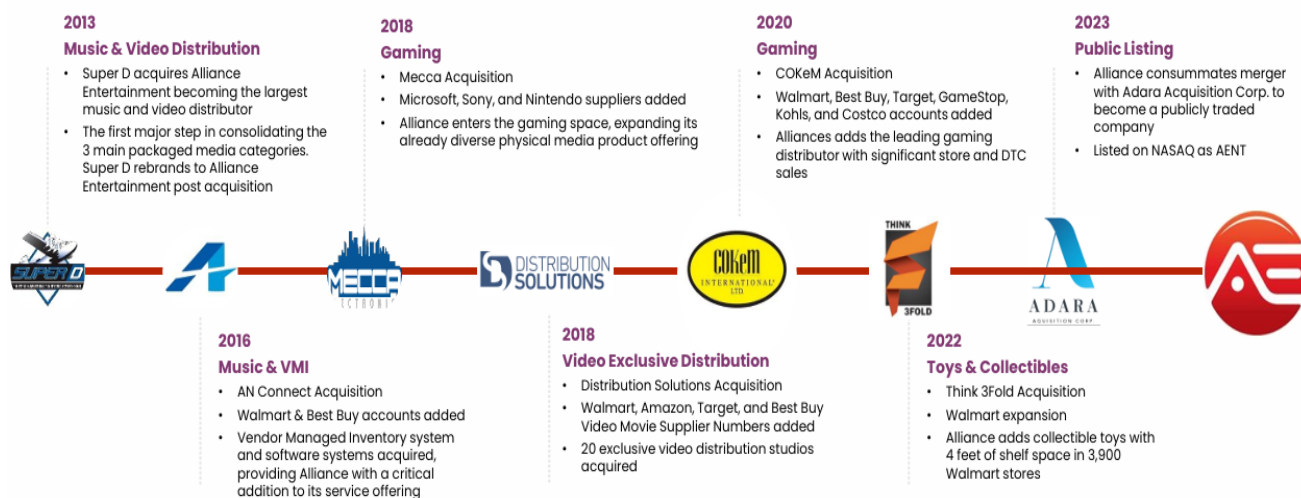 2013
Music & Video Distribution
• Super D acquires Alliance
Entertainment becoming the largest
music and video distributor
• The first major step in consolidating the
3 main packaged media categories.
Super D rebrands to Alliance
Entertainment post acquisition
2018
Gaming
• Mecca Acquisition
• Microsoft, Sony, and Nintendo suppliers added
• Alliance enters the gaming space, expanding its
already diverse physical media product offering
2020
Gaming
• COKeM Acquisition
• Walmart, Best Buy, Target, GameStop,
Kohls, and Costco accounts added
• Alliances adds the leading gaming
distributor with significant store and DTC
sales
2023
Public Listing
• Alliance consummates merger
with Adara Acquisition Corp. to
become a publicly traded
company
• Listed on NASAQ as AENT
SUPER D
MECCA
DISTRIBUTION
SOLUTIONS
COKeM
INTERNATIONAL
LTD.
THINK
3FOLD
ADARA
AQUISITION CORP.
AE
2016
Music & VMI
• AN Connect Acquisition
• Walmart & Best Buy accounts added
• Vendor Managed Inventory system
and software systems acquired,
providing Alliance with a critical
addition to its service offering
2018
Video Exclusive Distribution
• Distribution Solutions Acquisition
• Walmart, Amazon, Target, and Best Buy
Video Movie Supplier Numbers added
• 20 exclusive video distribution studios
acquired
2022
Toys & Collectibles
• Think 3Fold Acquisition
• Walmart expansion
• Alliance adds collectible toys with
4 feet of shelf space in 3,900
Walmart stores